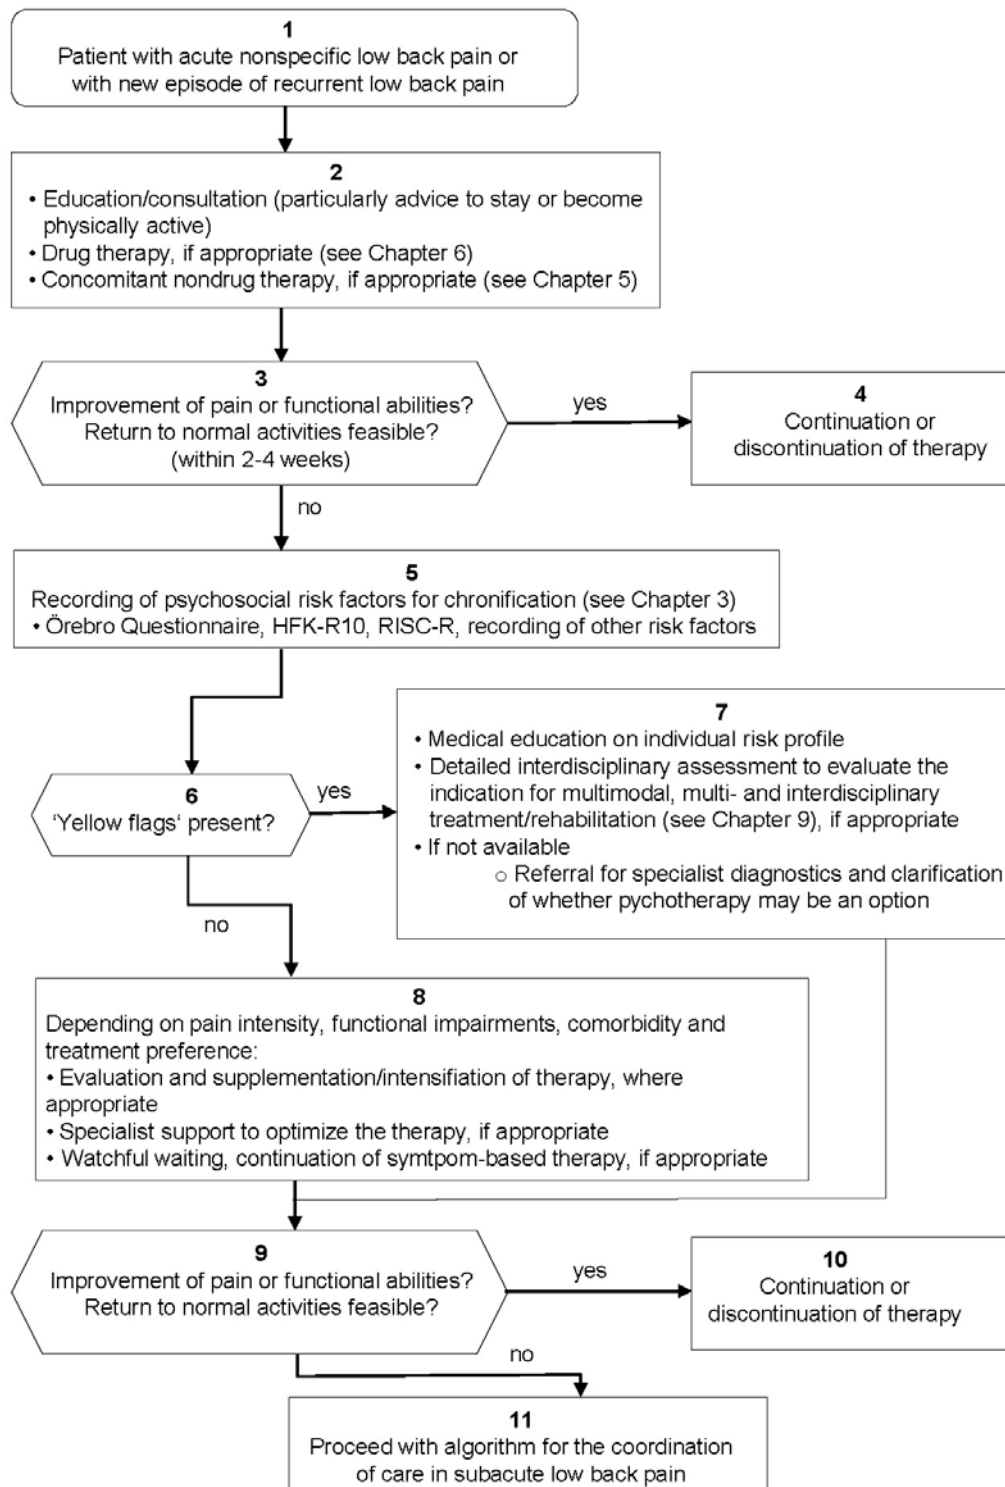 1
Patient with acute nonspecific low back pain or
with new episode of recurrent low back pain
2
• Education/consultation (particularly advice to stay or become
physically active)
• Drug therapy, if appropriate (see Chapter 6)
• Concomitant nondrug therapy, if appropriate (see Chapter 5)
3
Improvement of pain or functional abilities?
Return to normal activities feasible?
(within 2-4 weeks)
yes
4
Continuation or
discontinuation of therapy
no
5
Recording of psychosocial risk factors for chronification (see Chapter 3)
• Örebro Questionnaire, HFK-R10, RISC-R, recording of other risk factors
6
'Yellow flags' present?
yes
7
• Medical education on individual risk profile
• Detailed interdisciplinary assessment to evaluate the
indication for multimodal, multi- and interdisciplinary
treatment/rehabilitation (see Chapter 9), if appropriate
• If not available
o Referral for specialist diagnostics and clarification
of whether pychotherapy may be an option
no
8
Depending on pain intensity, functional impairments, comorbidity and
treatment preference:
• Evaluation and supplementation/intensifiation of therapy, where
appropriate
• Specialist support to optimize the therapy, if appropriate
• Watchful waiting, continuation of symtpom-based therapy, if appropriate
9
Improvement of pain or functional abilities?
Return to normal activities feasible?
yes
10
Continuation or
discontinuation of therapy
no
11
Proceed with algorithm for the coordination
of care in subacute low back pain